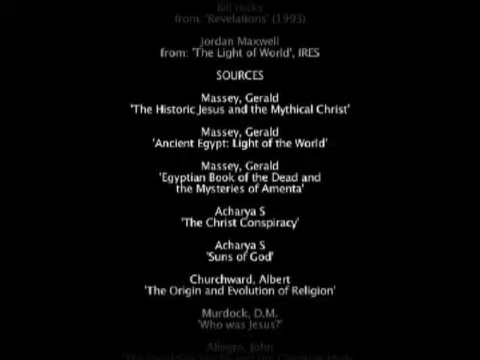 Bill Hicks
from: 'Revelations' (1993)
Jordan Maxwell
from: 'The Light of World', IRES
SOURCES
Massey, Gerald
'The Historic Jesus and the Mythical Christ'
Massey, Gerald
'Ancient Egypt: Light of the World'
Massey, Gerald
'Egyptian Book of the Dead and
the Mysteries of Amenta'
Acharya S
'The Christ Conspiracy'
Acharya S
'Suns of God'
Churchward, Albert
'The Origin and Evolution of Religion'
Murdock, D.M.
'Who was Jesus?'
Allegro, John